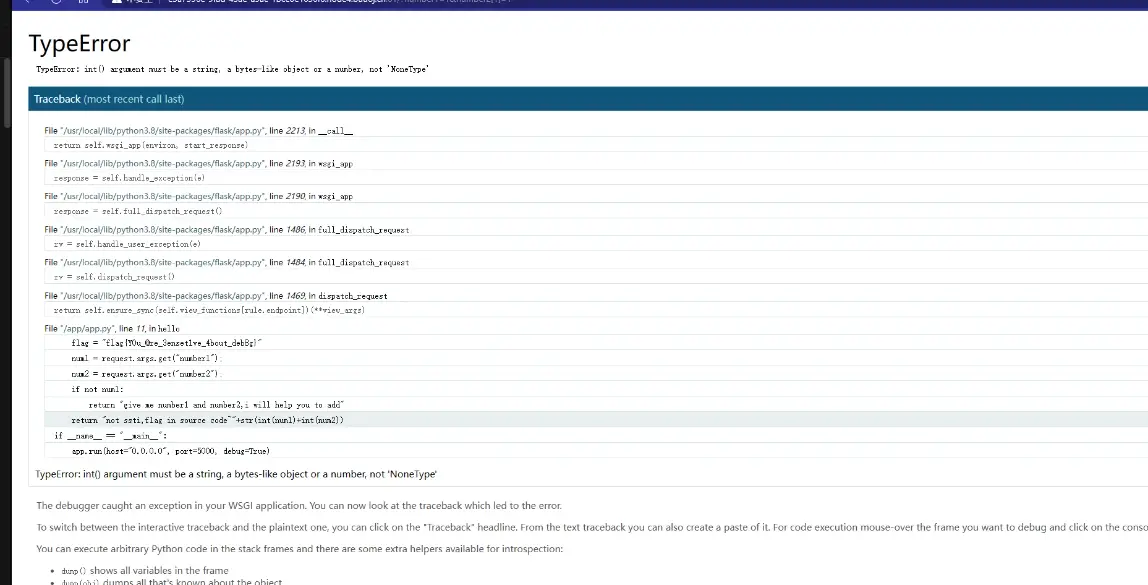 TypeError
TypeError: int() argument must be a string, a bytes-like object or a number, not 'NoneType'
Traceback (most recent call last)
File "/usr/local/lib/python3.8/site-packages/flask/app.py", line 2213, in __call__
return self.wsgi_app(environ, start_response)
File "/usr/local/lib/python3.8/site-packages/flask/app.py", line 2193, in wsgi_app
response = self.handle_exception(e)
File "/usr/local/lib/python3.8/site-packages/flask/app.py", line 2190, in wsgi_app
response = self.full_dispatch_request()
File "/usr/local/lib/python3.8/site-packages/flask/app.py", line 1486, in full_dispatch_request
rv = self.handle_user_exception(e)
File "/usr/local/lib/python3.8/site-packages/flask/app.py", line 1484, in full_dispatch_request
rv = self.dispatch_request()
File "/usr/local/lib/python3.8/site-packages/flask/app.py", line 1469, in dispatch_request
return self.ensure_sync(self.view_functions[rule.endpoint])(**view_args)
File "/app/app.py", line 11, in hello
flag = "flag{Y0u_@re_3enset1ve_4bout_deb8g}"
num1 = request.args.get("number1")
num2 = request.args.get("number2")
if not num1:
return "give me number1 and number2,i will help you to add"
return "not ssti,flag in source code~"+str(int(num1)+int(num2))
if __name__ == "__main__":
app.run(host="0.0.0.0", port=5000, debug=True)
TypeError: int() argument must be a string, a bytes-like object or a number, not 'NoneType'
The debugger caught an exception in your WSGI application. You can now look at the traceback which led to the error.
To switch between the interactive traceback and the plaintext one, you can click on the "Traceback" headline. From the text traceback you can also create a paste of it. For code execution mouse-over the frame you want to debug and click on the conso
You can execute arbitrary Python code in the stack frames and there are some extra helpers available for introspection:
• dump() shows all variables in the frame
• dump(obj) dumps all that's known about the object